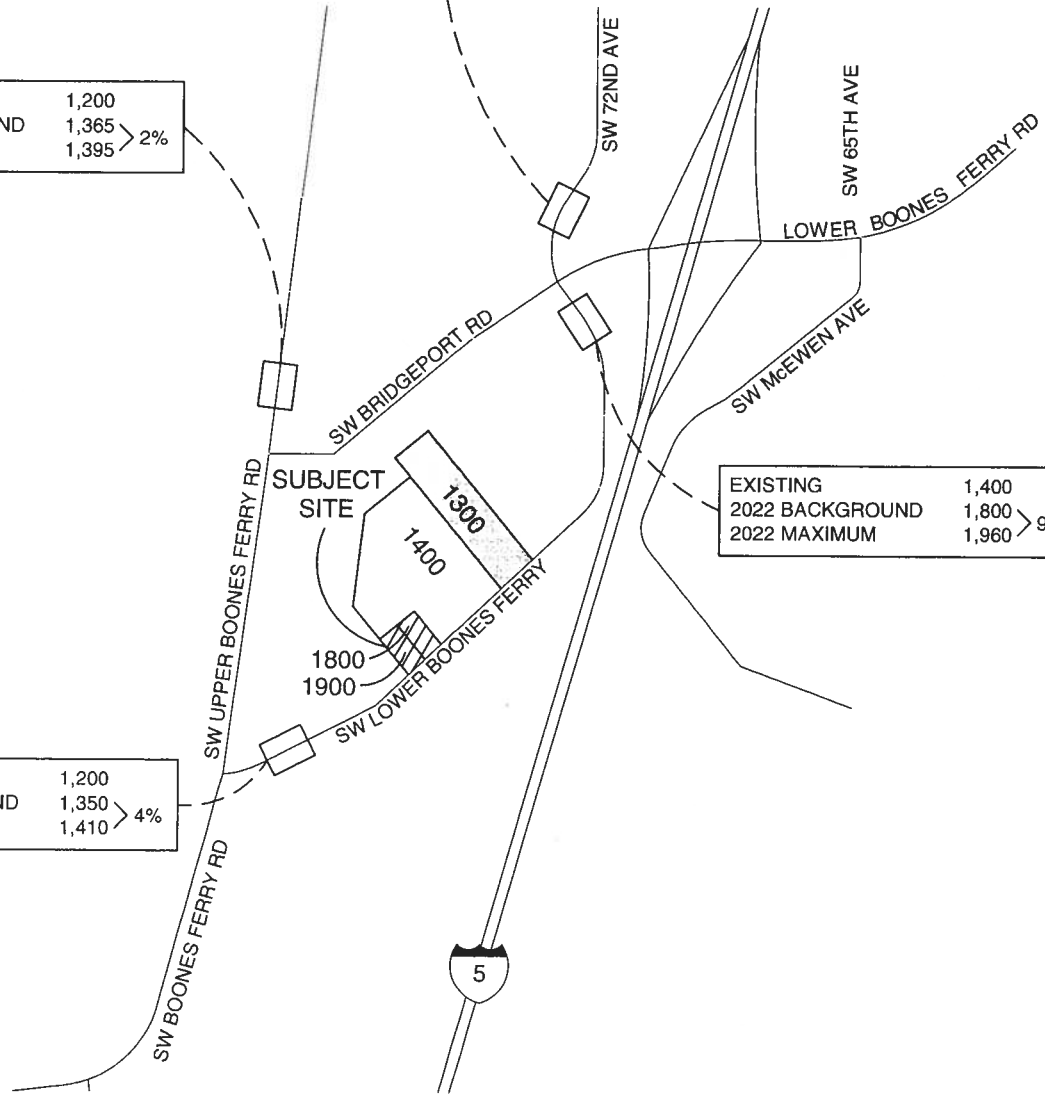 SW 72ND AVE
SW 65TH AVE
1,200
ND 1,365 > 2%
1,395
LOWER BOONES FERRY RD
SW BRIDGEPORT RD
SW McEWEN AVE
SUBJECT
SITE
1300
1400
EXISTING 1,400
2022 BACKGROUND 1,800 > 9
2022 MAXIMUM 1,960
SW UPPER BOONES FERRY RD
1800
1900
SW LOWER BOONES FERRY
1,200
ND 1,350 > 4%
1,410
SW BOONES FERRY RD
5